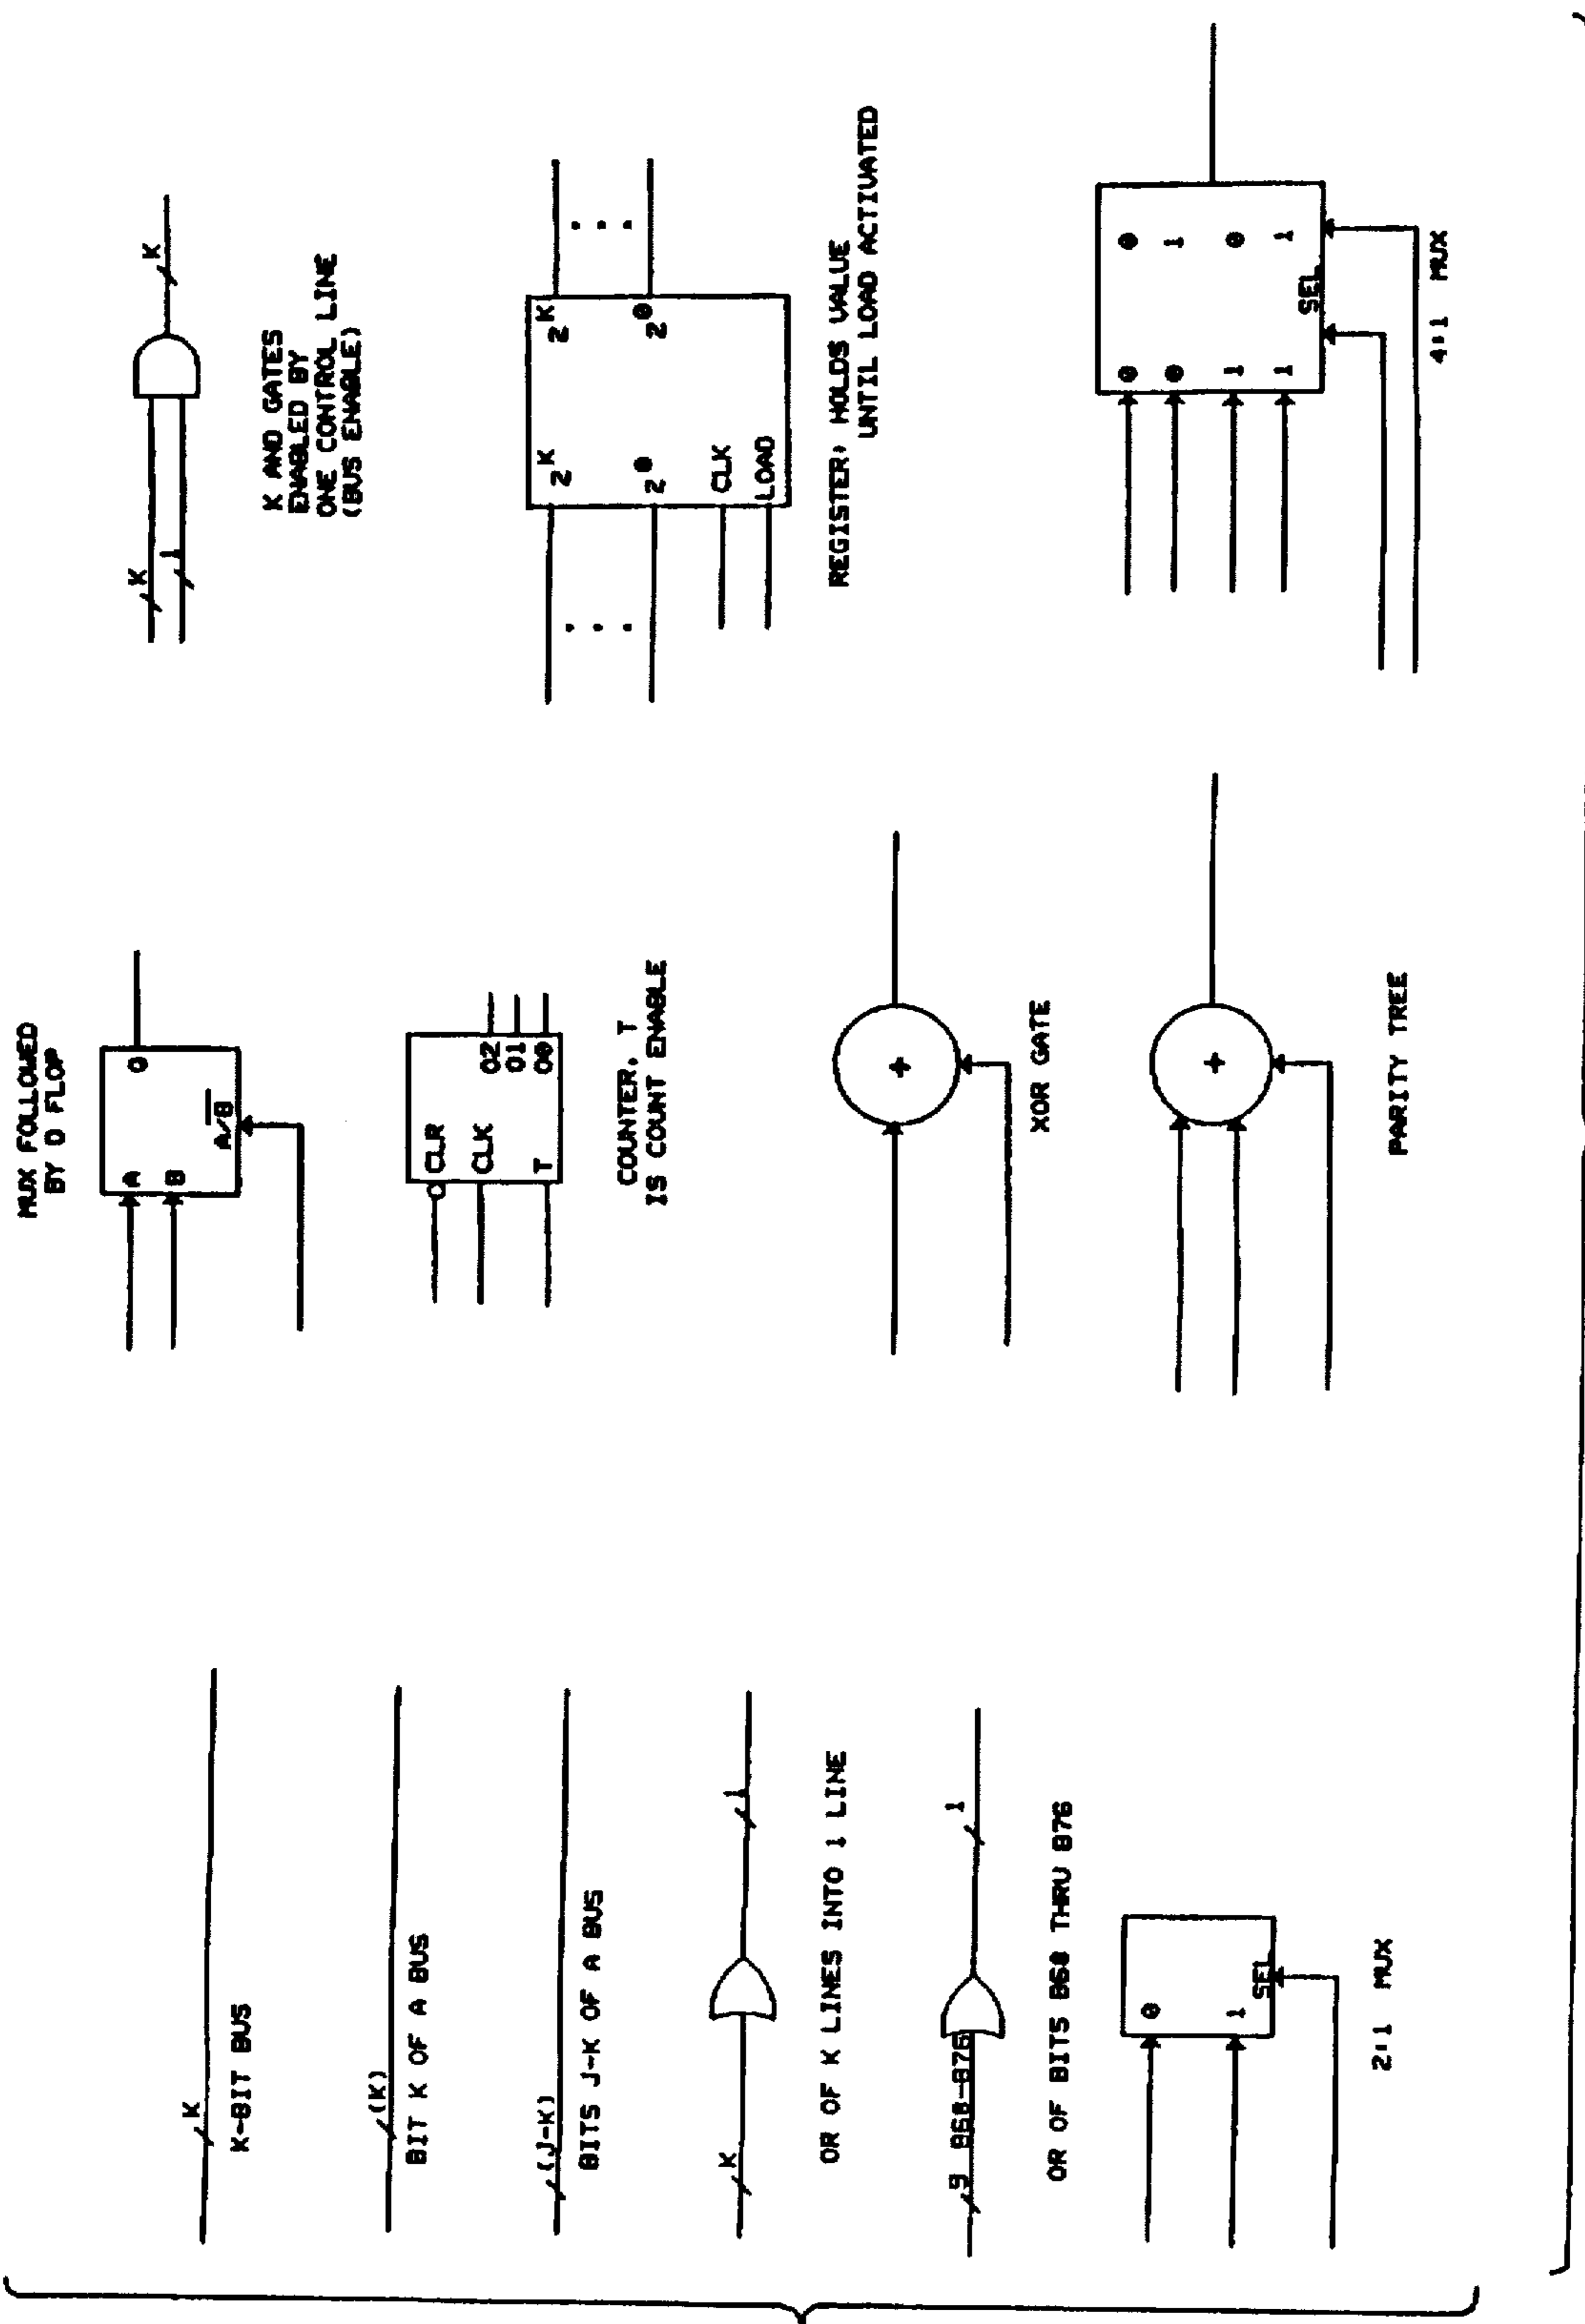 K
K-BIT BUS
(K)
BIT K OF A BUS
(J-K)
BITS J-K OF A BUS
K
1
OR OF K LINES INTO 1 LINE
9 B68-B76
1
OR OF BITS B68 THRU B76
0
1
SEL
2:1 MUX
MUX FOLLOWED
BY D FLOP
A
B
O
A/B̅
CLR
CLK
T
O2
O1
O0
COUNTER, T
IS COUNT ENABLE
+
XOR GATE
+
PARITY TREE
K
1
K
K AND GATES
ENABLED BY
ONE CONTROL LINE
(BUS ENABLE)
2^K
2^K
2^0
2^0
CLK
LOAD
REGISTER, HOLDS VALUE
UNTIL LOAD ACTIVATED
0 0
0 1
1 0
1 1
SEL
4:1 MUX